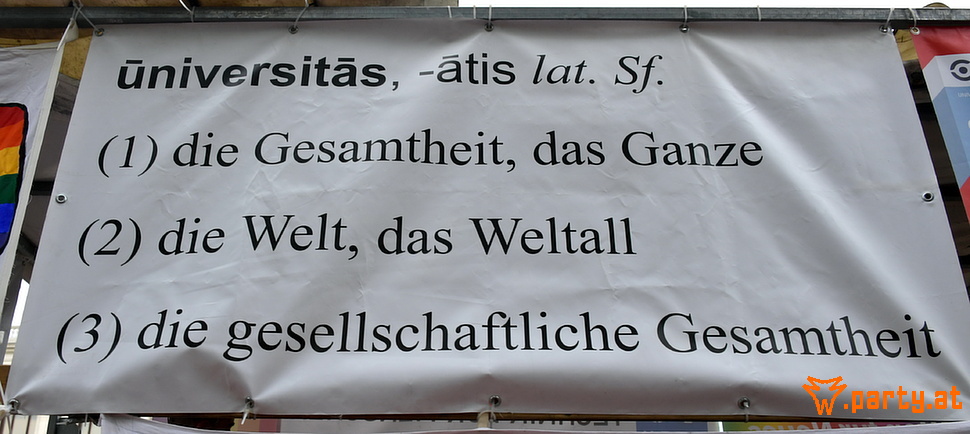 ūniversitās, -ātis lat. Sf.
(1) die Gesamtheit, das Ganze
(2) die Welt, das Weltall
(3) die gesellschaftliche Gesamtheit
w.party.at